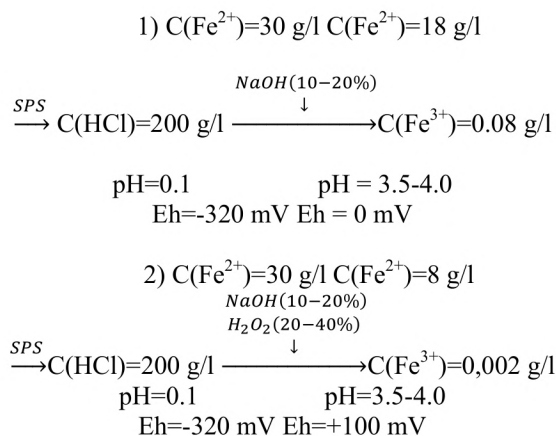 1) C(Fe²⁺)=30 g/l C(Fe²⁺)=18 g/l
NaOH(10−20%)
↓
SPS
⟶ C(HCl)=200 g/l ⟶ C(Fe³⁺)=0.08 g/l
pH=0.1 pH = 3.5-4.0
Eh=-320 mV Eh = 0 mV
2) C(Fe²⁺)=30 g/l C(Fe²⁺)=8 g/l
NaOH(10−20%)
H₂O₂(20−40%)
↓
SPS
⟶C(HCl)=200 g/l ⟶C(Fe³⁺)=0,002 g/l
pH=0.1 pH=3.5-4.0
Eh=-320 mV Eh=+100 mV